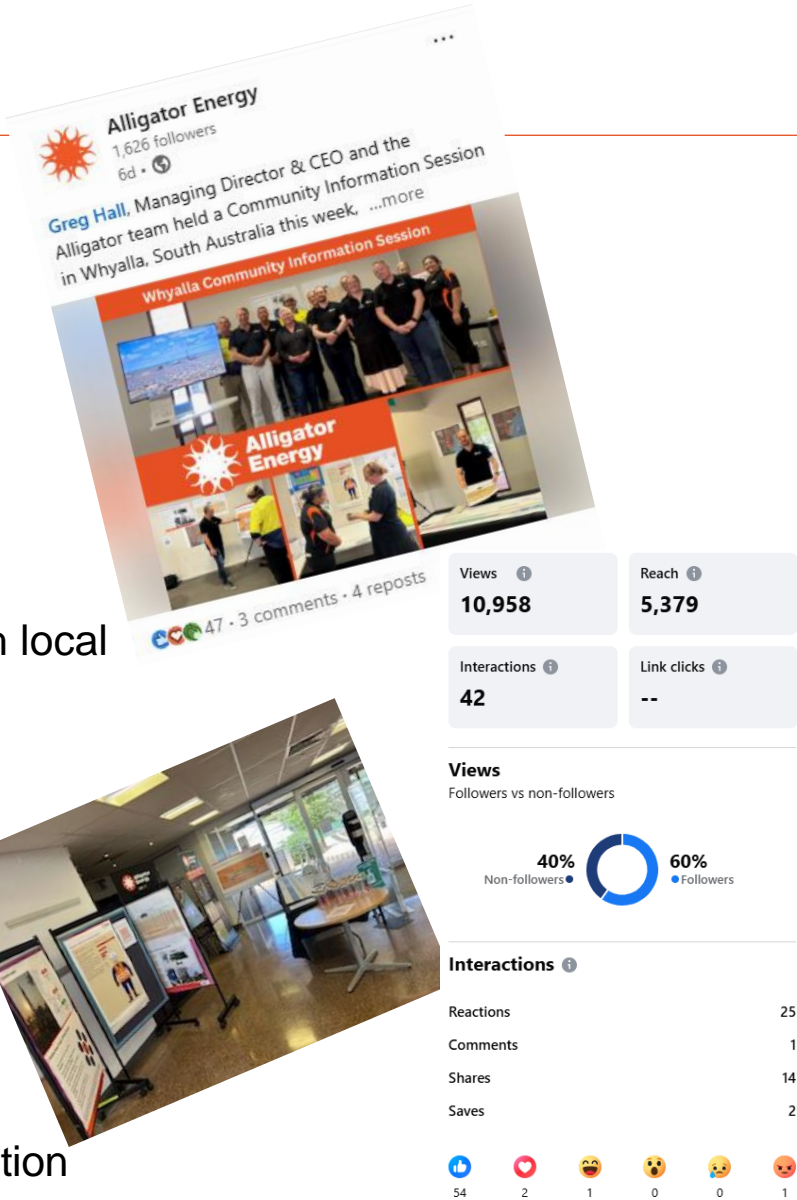 Alligator Energy
1,626 followers
6d •
Greg Hall, Managing Director & CEO and the
Alligator team held a Community Information Session
in Whyalla, South Australia this week, ...more
Whyalla Community Information Session
Alligator
Energy
47 · 3 comments · 4 reposts
n local
tion
Views
10,958
Reach
5,379
Interactions
42
Link clicks
--
Views
Followers vs non-followers
40%
Non-followers
60%
Followers
Interactions
Reactions 25
Comments 1
Shares 14
Saves 2
54 2 1 0 0 1